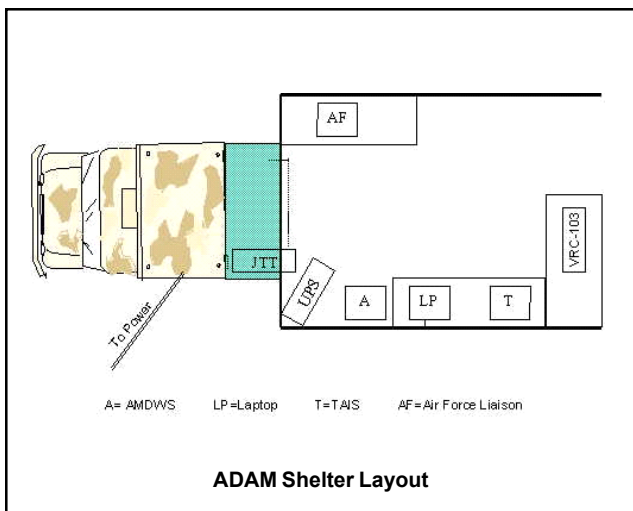 AF
VRC-103
JTT
UPS
A
LP
T
To Power
A= AMDWS LP=Laptop T=TAIS AF=Air Force Liaison
ADAM Shelter Layout